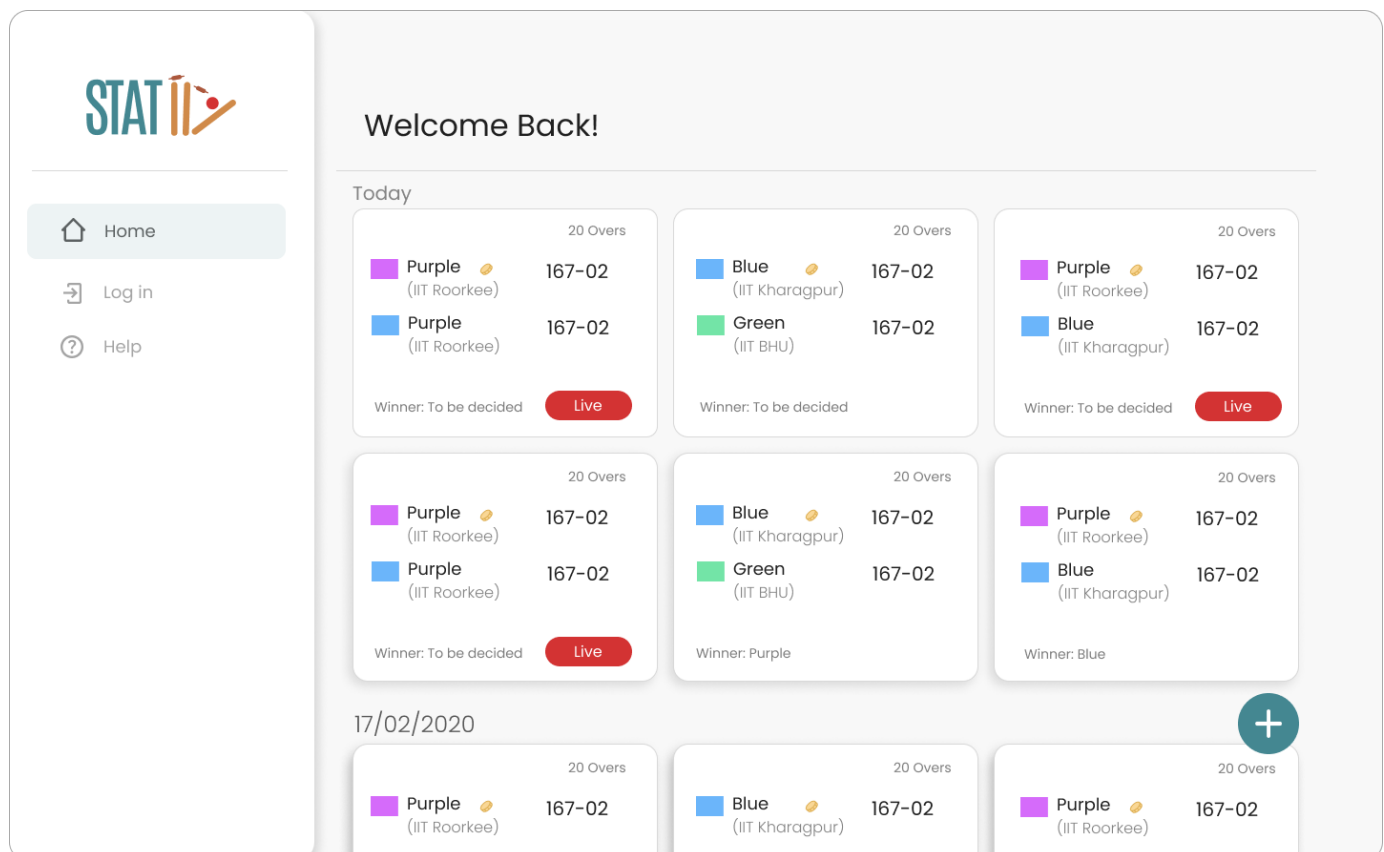 STAT
Welcome Back!
Home
Log in
Help
Today
20 Overs
Purple 167-02
(IIT Roorkee)
Purple 167-02
(IIT Roorkee)
Winner: To be decided Live
20 Overs
Blue 167-02
(IIT Kharagpur)
Green 167-02
(IIT BHU)
Winner: To be decided
20 Overs
Purple 167-02
(IIT Roorkee)
Blue 167-02
(IIT Kharagpur)
Winner: To be decided Live
20 Overs
Purple 167-02
(IIT Roorkee)
Purple 167-02
(IIT Roorkee)
Winner: To be decided Live
20 Overs
Blue 167-02
(IIT Kharagpur)
Green 167-02
(IIT BHU)
Winner: Purple
20 Overs
Purple 167-02
(IIT Roorkee)
Blue 167-02
(IIT Kharagpur)
Winner: Blue
17/02/2020
20 Overs
Purple 167-02
(IIT Roorkee)
20 Overs
Blue 167-02
(IIT Kharagpur)
20 Overs
Purple 167-02
(IIT Roorkee)